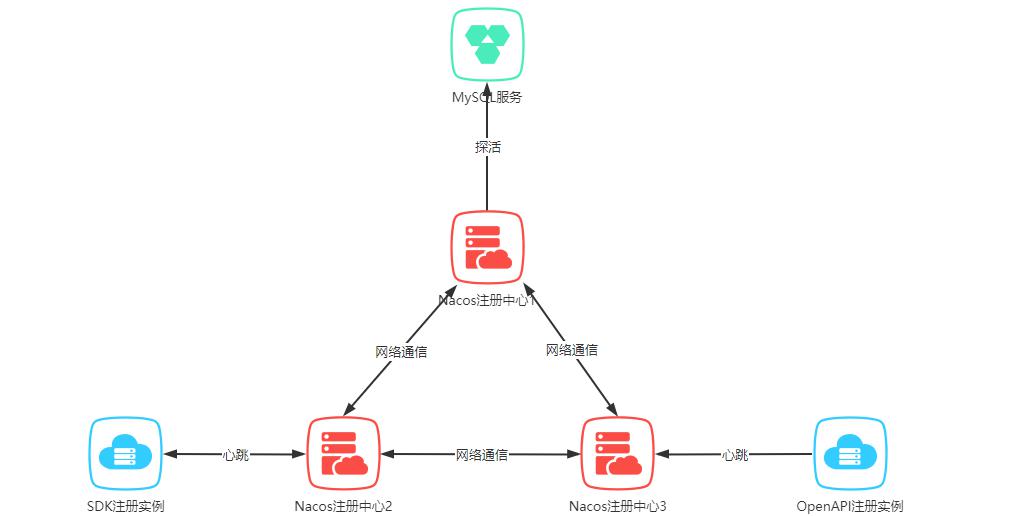 MySQL服务
探活
Nacos注册中心1
网络通信
网络通信
心跳
网络通信
心跳
SDK注册实例
Nacos注册中心2
Nacos注册中心3
OpenAPI注册实例